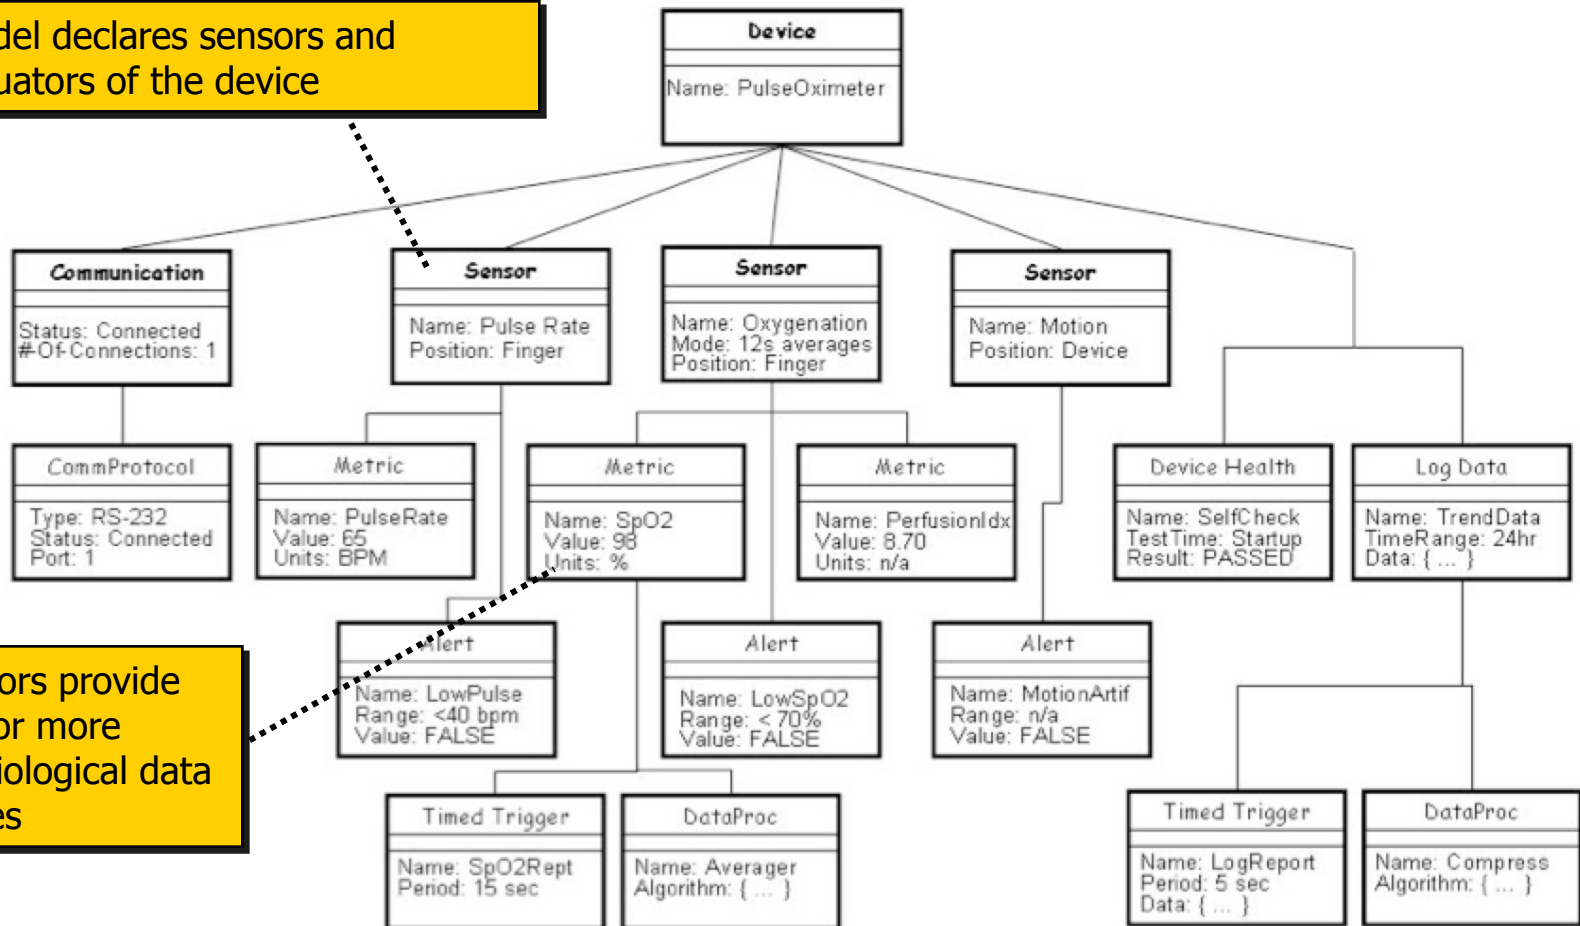 del declares sensors and
uators of the device
Device
Name: PulseOximeter
Communication
Status: Connected
#-Of-Connections: 1
Sensor
Name: Pulse Rate
Position: Finger
Sensor
Name: Oxygenation
Mode: 12s averages
Position: Finger
Sensor
Name: Motion
Position: Device
CommProtocol
Type: RS-232
Status: Connected
Port: 1
Metric
Name: PulseRate
Value: 65
Units: BPM
Metric
Name: SpO2
Value: 98
Units: %
Metric
Name: PerfusionIdx
Value: 8.70
Units: n/a
Device Health
Name: SelfCheck
TestTime: Startup
Result: PASSED
Log Data
Name: TrendData
TimeRange: 24hr
Data: { ... }
ors provide
or more
iological data
es
Alert
Name: LowPulse
Range: <40 bpm
Value: FALSE
Alert
Name: LowSpO2
Range: < 70%
Value: FALSE
Alert
Name: MotionArtif
Range: n/a
Value: FALSE
Timed Trigger
Name: SpO2Rept
Period: 15 sec
DataProc
Name: Averager
Algorithm: { ... }
Timed Trigger
Name: LogReport
Period: 5 sec
Data: { ... }
DataProc
Name: Compress
Algorithm: { ... }